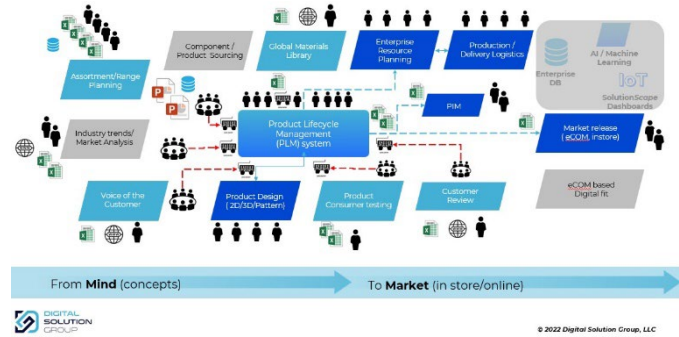 Component /
Product Sourcing
Global Materials
Library
Enterprise
Resource
Planning
Production /
Delivery Logistics
AI / Machine
Learning
Enterprise
DB
IoT
SolutionScope
Dashboards
Assortment/Range
Planning
Industry trends/
Market Analysis
Product Lifecycle
Management
(PLM) system
PIM
Market release
( eCOM, instore)
Voice of the
Customer
Product Design
( 2D/3D/Pattern)
Product
Consumer testing
Customer
Review
eCOM based
Digital fit
From Mind (concepts)
To Market (in store/online)
DIGITAL
SOLUTION
GROUP
© 2022 Digital Solution Group, LLC